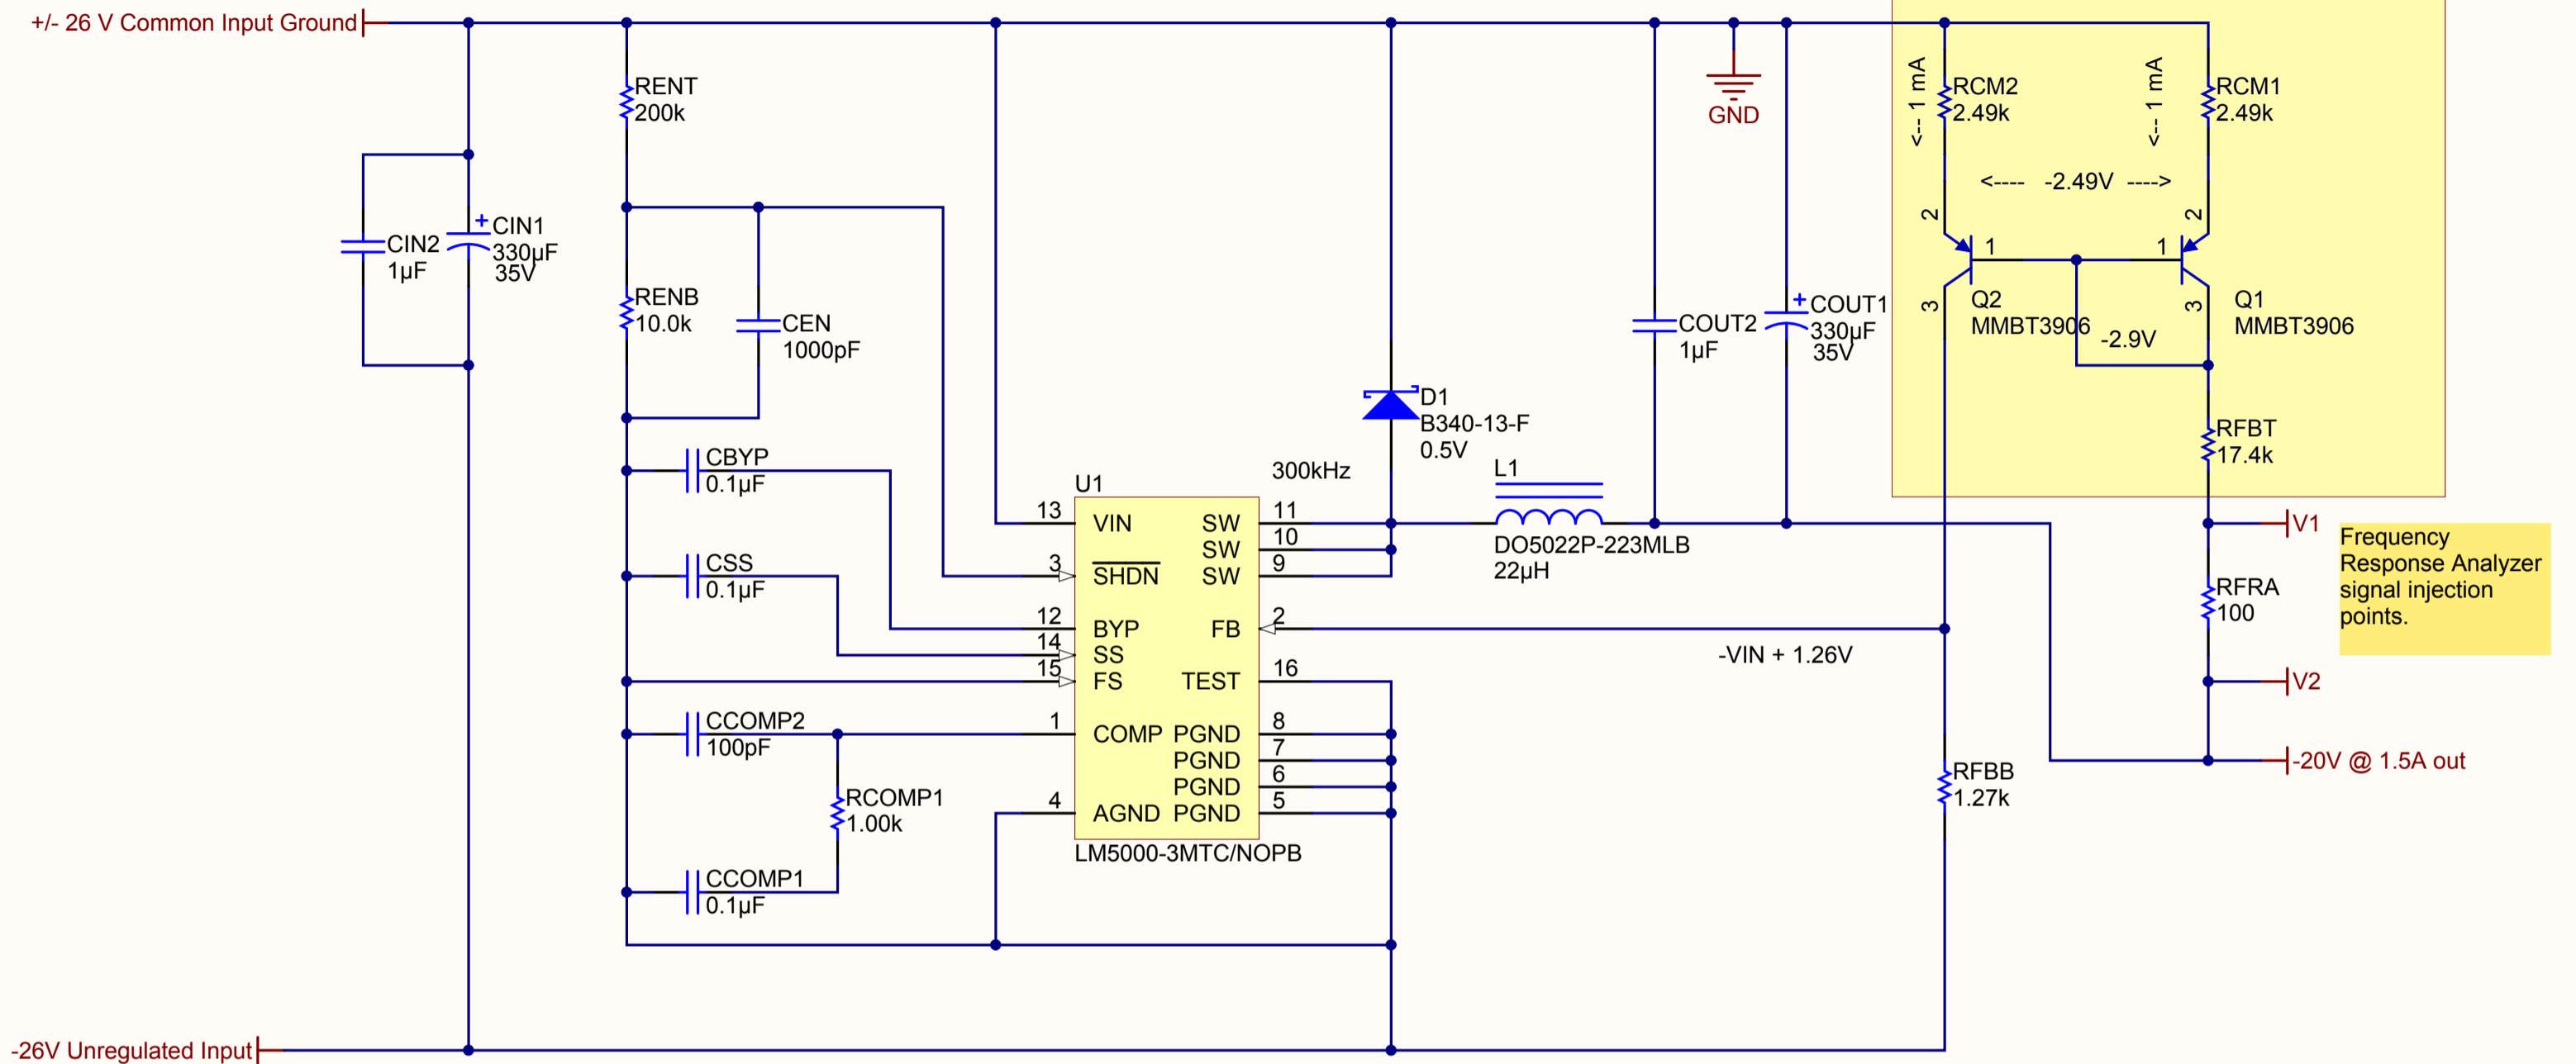 +/- 26 V Common Input Ground
RENT
200k
GND
<-- 1 mA
RCM2
2.49k
<-- 1 mA
RCM1
2.49k
<---- -2.49V ---->
CIN2
1µF
+
CIN1
330µF
35V
RENB
10.0k
CEN
1000pF
2
1
3
Q2
MMBT3906
2
1
3
Q1
MMBT3906
-2.9V
COUT2
1µF
+
COUT1
330µF
35V
D1
B340-13-F
0.5V
RFBT
17.4k
CBYP
0.1µF
CSS
0.1µF
CCOMP2
100pF
RCOMP1
1.00k
CCOMP1
0.1µF
U1
300kHz
13 VIN SW 11
SW 10
3 SHDN SW 9
12 BYP FB 2
14 SS
15 FS TEST 16
1 COMP PGND 8
PGND 7
PGND 6
4 AGND PGND 5
LM5000-3MTC/NOPB
L1
DO5022P-223MLB
22µH
-VIN + 1.26V
RFBB
1.27k
V1
Frequency
Response Analyzer
signal injection
points.
RFRA
100
V2
-20V @ 1.5A out
-26V Unregulated Input